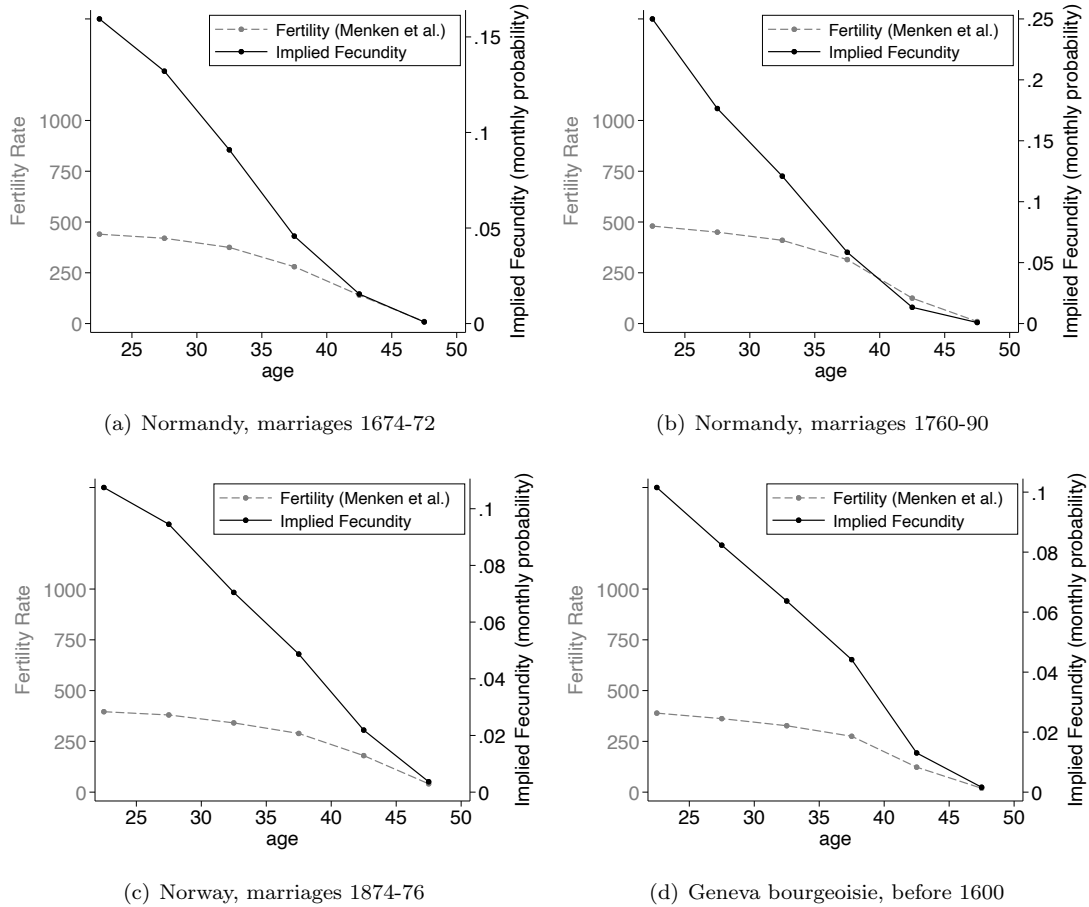 Fertility (Menken et al.)
Implied Fecundity
Fertility Rate
1000
750
500
250
0
Implied Fecundity (monthly probability)
.15
.1
.05
0
25 30 35 40 45 50
age
(a) Normandy, marriages 1674-72
Fertility (Menken et al.)
Implied Fecundity
Fertility Rate
1000
750
500
250
0
Implied Fecundity (monthly probability)
.25
.2
.15
.1
.05
0
25 30 35 40 45 50
age
(b) Normandy, marriages 1760-90
Fertility (Menken et al.)
Implied Fecundity
Fertility Rate
1000
750
500
250
0
Implied Fecundity (monthly probability)
.1
.08
.06
.04
.02
0
25 30 35 40 45 50
age
(c) Norway, marriages 1874-76
Fertility (Menken et al.)
Implied Fecundity
Fertility Rate
1000
750
500
250
0
Implied Fecundity (monthly probability)
.1
.08
.06
.04
.02
0
25 30 35 40 45 50
age
(d) Geneva bourgeoisie, before 1600